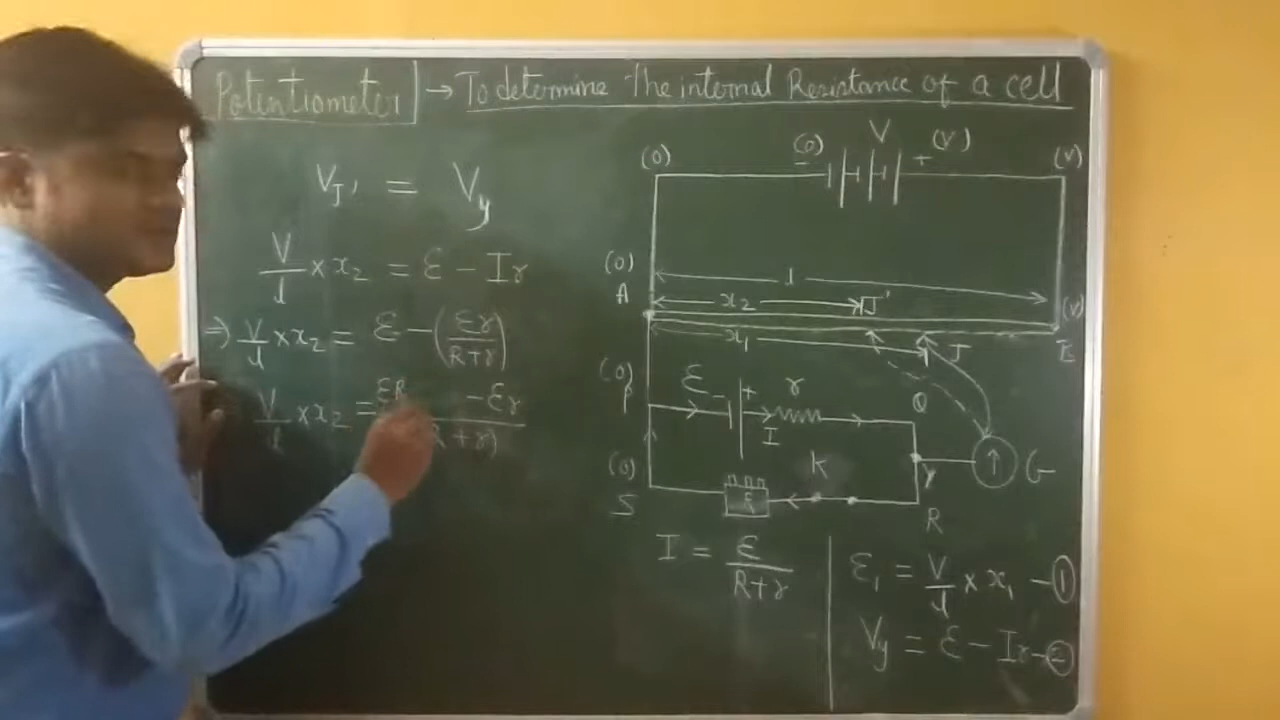 Potentiometer → To determine The internal Resistance of a cell
V_J' = V_y
V/l × x₂ = ε - Ir
⇒ V/l × x₂ = ε - (εr/R+r)
V/l × x₂ = εR - εr / R+r)
(0)
(0)
-
V
+
(V)
(V)
(0)
A
l
x₂
J'
(V)
B
x₁
J
(0)
P
ε
-
+
I
r
Q
G
y
(0)
S
R
K
R
I = ε/R+r
ε₁ = V/l × x₁ - ①
V_y = ε - Ir - ②